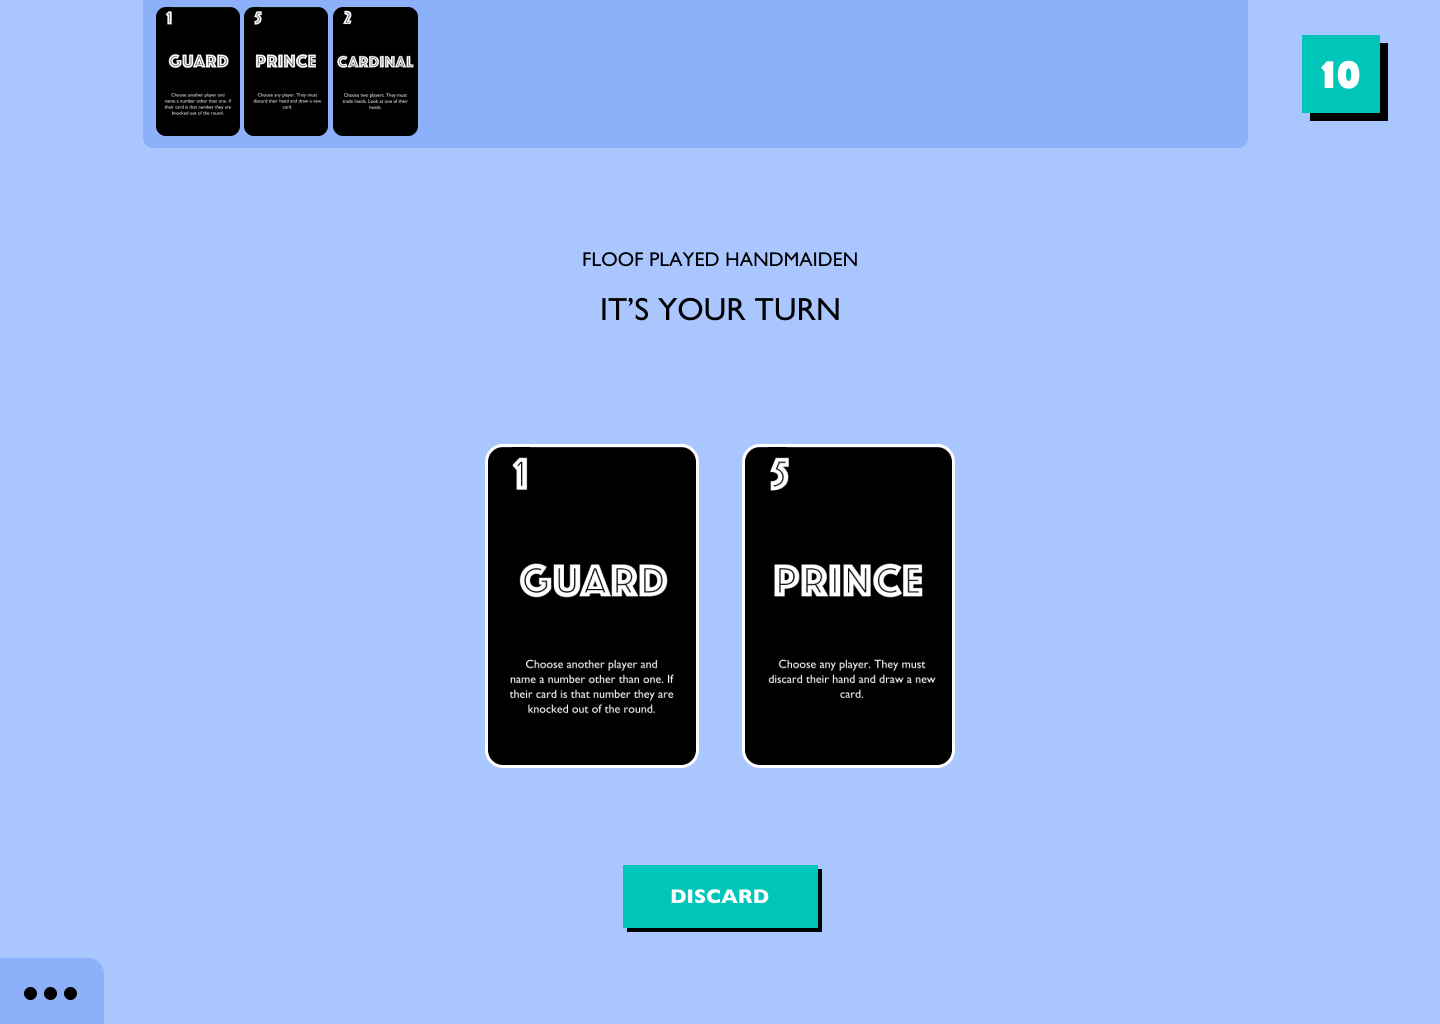 1
GUARD
Choose another player and
name a number other than one. If
their card is that number they are
knocked out of the round.
5
PRINCE
Choose any player. They must
discard their hand and draw a new
card.
2
CARDINAL
Choose two players. They must
trade hands. Look at one of their
hands.
10
FLOOF PLAYED HANDMAIDEN
IT'S YOUR TURN
1
GUARD
Choose another player and
name a number other than one. If
their card is that number they are
knocked out of the round.
5
PRINCE
Choose any player. They must
discard their hand and draw a new
card.
DISCARD